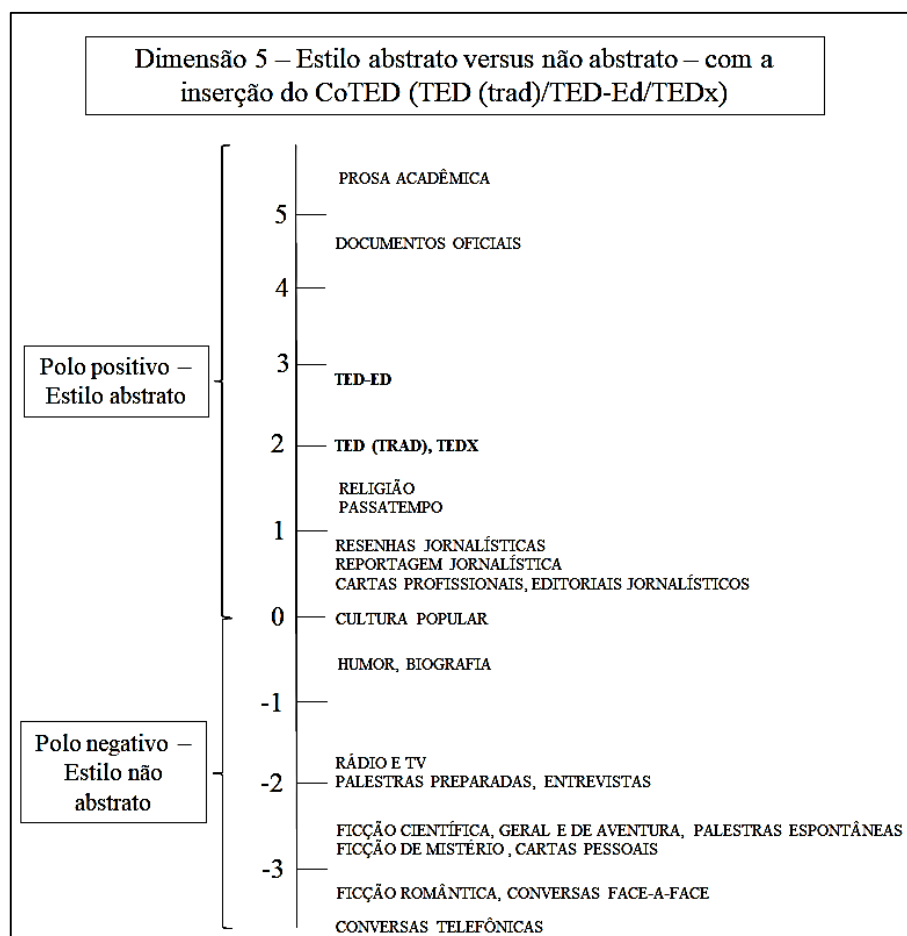 Dimensão 5 – Estilo abstrato versus não abstrato – com a
inserção do CoTED (TED (trad)/TED-Ed/TEDx)
PROSA ACADÊMICA
5
DOCUMENTOS OFICIAIS
4
3
Polo positivo –
Estilo abstrato
TED-ED
2
TED (TRAD), TEDX
RELIGIÃO
PASSATEMPO
1
RESENHAS JORNALÍSTICAS
REPORTAGEM JORNALÍSTICA
CARTAS PROFISSIONAIS, EDITORIAIS JORNALÍSTICOS
0
CULTURA POPULAR
HUMOR, BIOGRAFIA
-1
Polo negativo –
Estilo não
abstrato
RÁDIO E TV
-2
PALESTRAS PREPARADAS, ENTREVISTAS
FICÇÃO CIENTÍFICA, GERAL E DE AVENTURA, PALESTRAS ESPONTÂNEAS
FICÇÃO DE MISTÉRIO , CARTAS PESSOAIS
-3
FICÇÃO ROMÂNTICA, CONVERSAS FACE-A-FACE
CONVERSAS TELEFÔNICAS